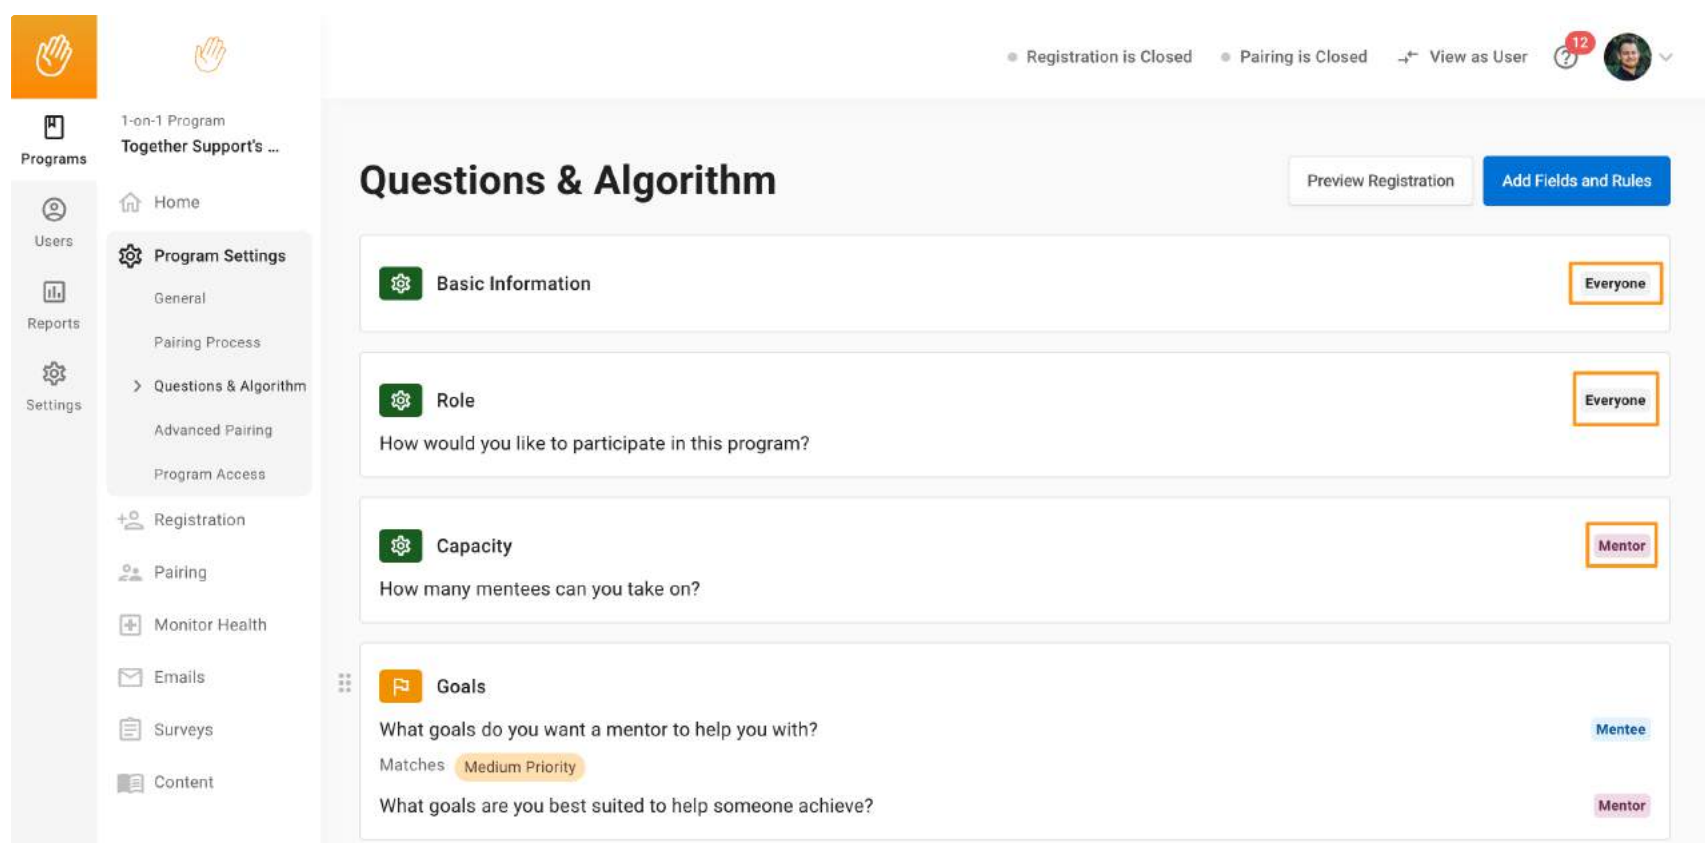 Registration is Closed
Pairing is Closed
View as User
12
Programs
Users
Reports
Settings
1-on-1 Program
Together Support's ...
Home
Program Settings
General
Pairing Process
Questions & Algorithm
Advanced Pairing
Program Access
Registration
Pairing
Monitor Health
Emails
Surveys
Content
Questions & Algorithm
Preview Registration
Add Fields and Rules
Basic Information
Everyone
Role
Everyone
How would you like to participate in this program?
Capacity
Mentor
How many mentees can you take on?
Goals
What goals do you want a mentor to help you with?
Mentee
Matches Medium Priority
What goals are you best suited to help someone achieve?
Mentor